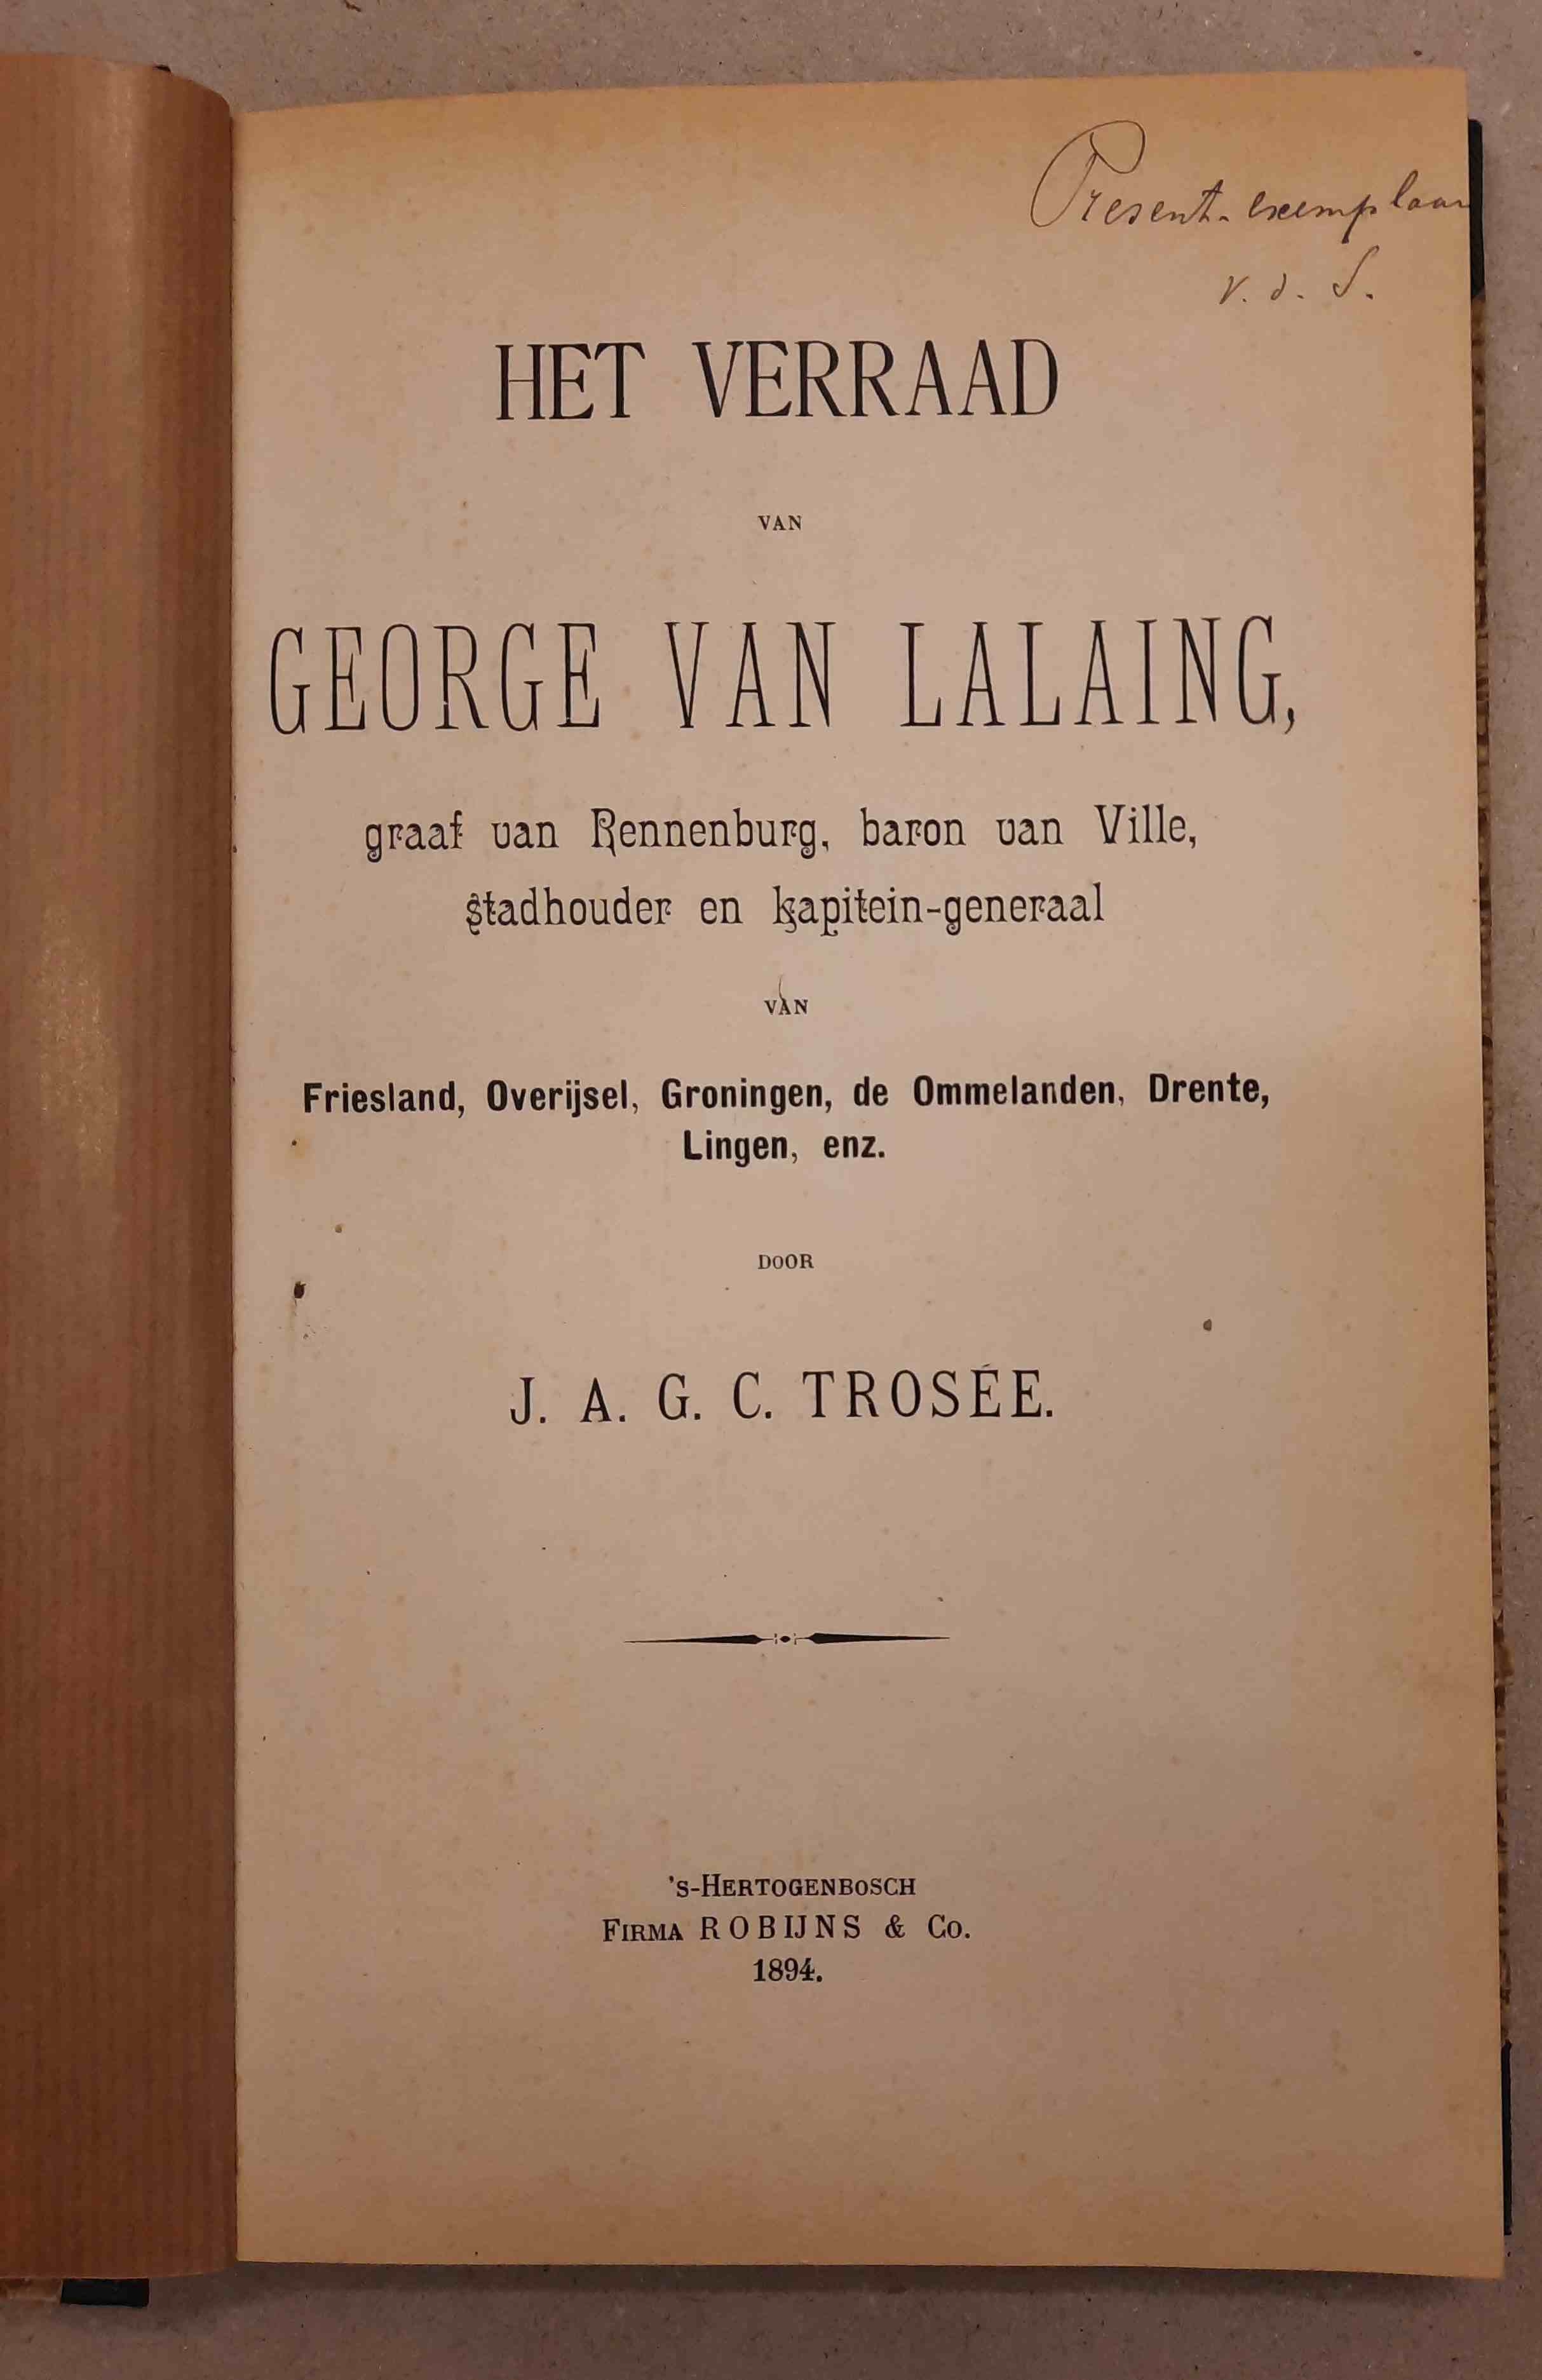 Present-exemplaar
v. d. S.
HET VERRAAD
VAN
GEORGE VAN LALAING,
graaf van Rennenburg, baron van Ville,
stadhouder en kapitein-generaal
VAN
Friesland, Overijsel, Groningen, de Ommelanden, Drente,
Lingen, enz.
DOOR
J. A. G. C. TROSÉE.
's-HERTOGENBOSCH
FIRMA ROBIJNS & Co.
1894.